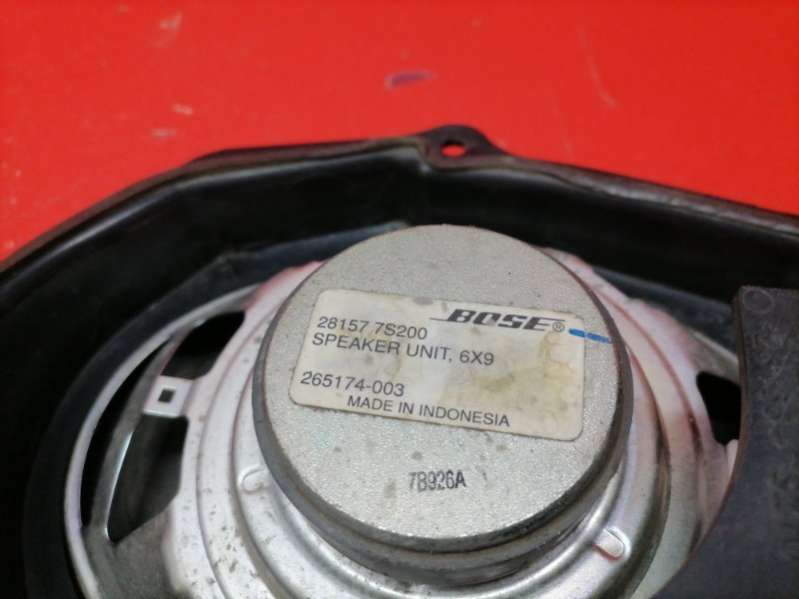 BOSE®
28157 7S200
SPEAKER UNIT, 6X9
265174-003
MADE IN INDONESIA
7B926A